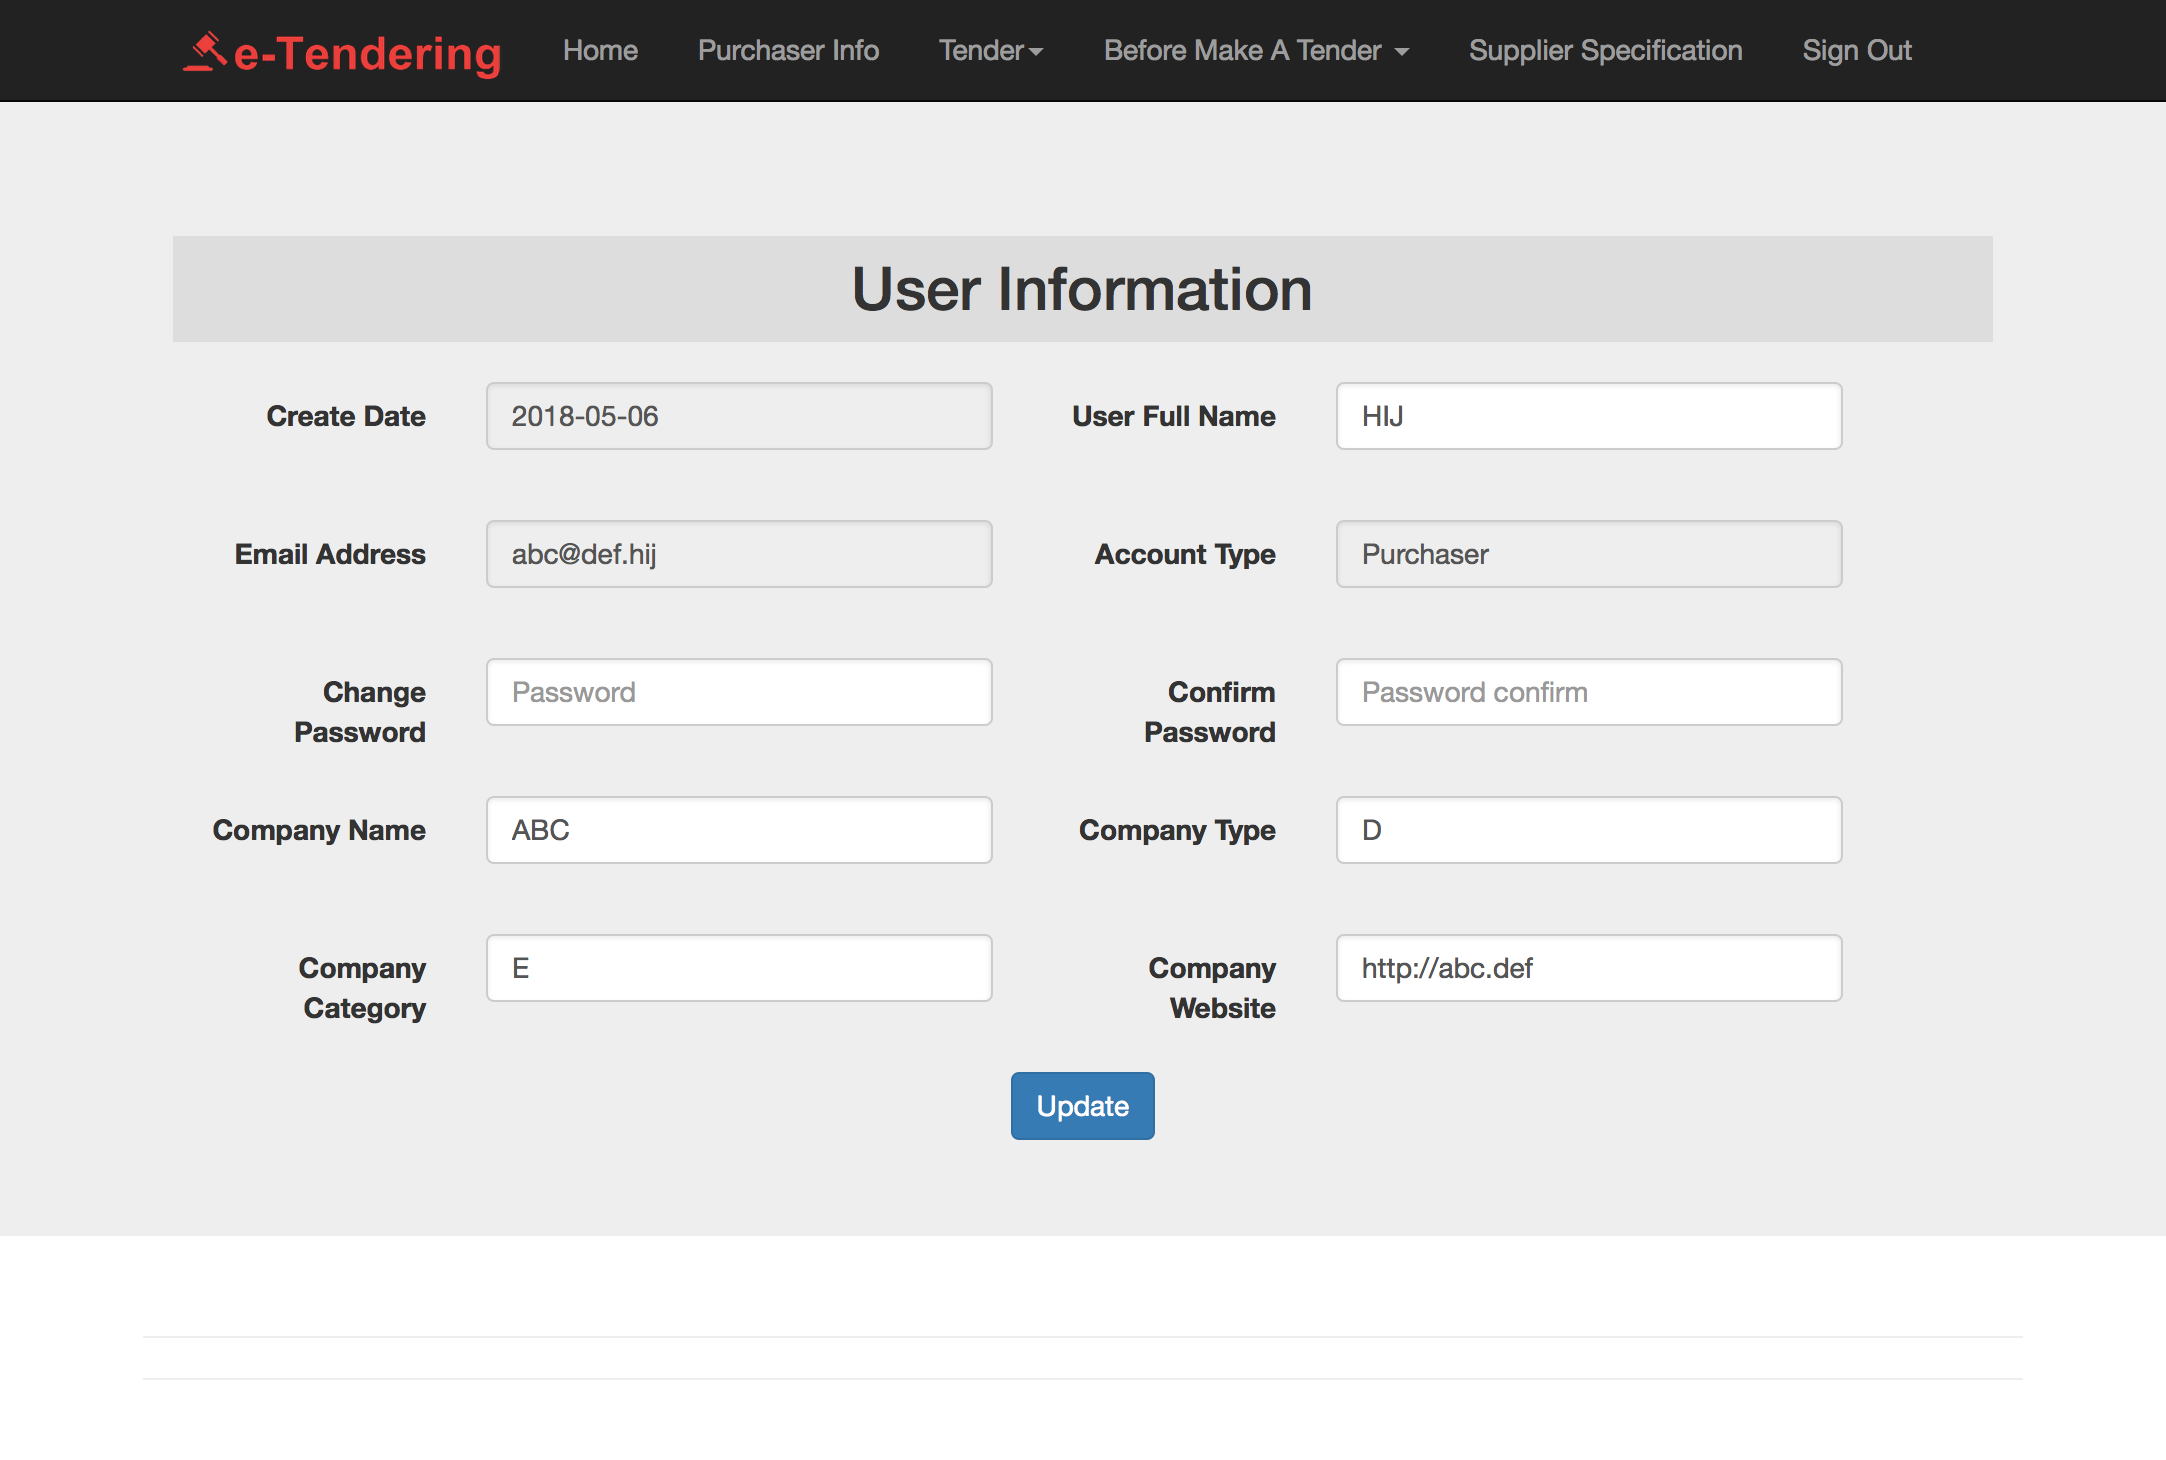 e-Tendering Home Purchaser Info Tender Before Make A Tender Supplier Specification Sign Out
User Information
Create Date 2018-05-06 User Full Name HIJ
Email Address abc@def.hij Account Type Purchaser
Change Password Password Confirm Password Password confirm
Company Name ABC Company Type D
Company Category E Company Website http://abc.def
Update